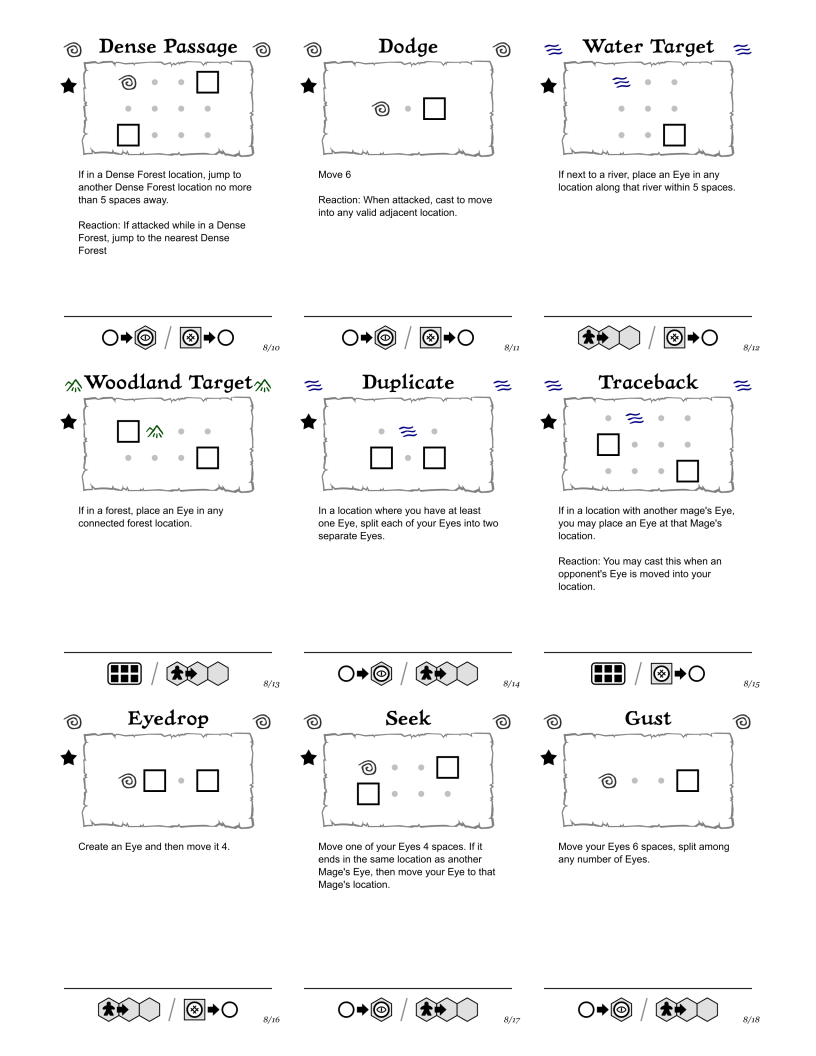 Dense Passage
If in a Dense Forest location, jump to
another Dense Forest location no more
than 5 spaces away.
Reaction: If attacked while in a Dense
Forest, jump to the nearest Dense
Forest
8/10
Dodge
Move 6
Reaction: When attacked, cast to move
into any valid adjacent location.
8/11
Water Target
If next to a river, place an Eye in any
location along that river within 5 spaces.
8/12
Woodland Target
If in a forest, place an Eye in any
connected forest location.
8/13
Duplicate
In a location where you have at least
one Eye, split each of your Eyes into two
separate Eyes.
8/14
Traceback
If in a location with another mage's Eye,
you may place an Eye at that Mage's
location.
Reaction: You may cast this when an
opponent's Eye is moved into your
location.
8/15
Eyedrop
Create an Eye and then move it 4.
8/16
Seek
Move one of your Eyes 4 spaces. If it
ends in the same location as another
Mage's Eye, then move your Eye to that
Mage's location.
8/17
Gust
Move your Eyes 6 spaces, split among
any number of Eyes.
8/18